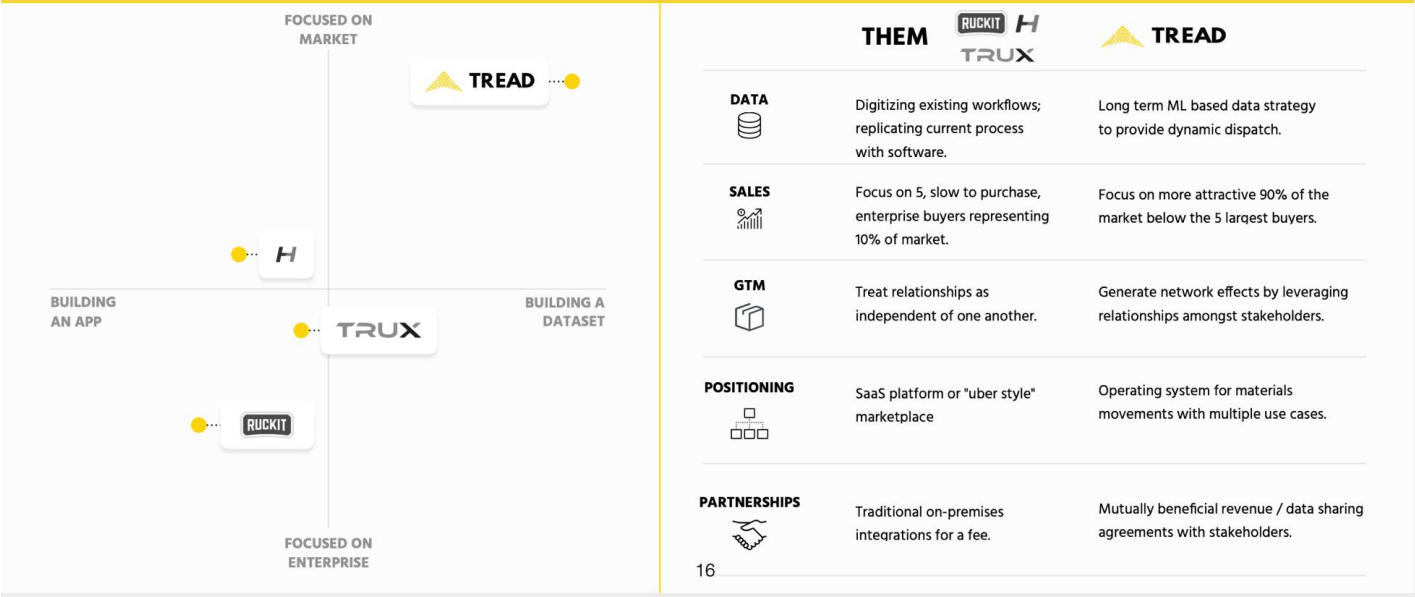 FOCUSED ON
MARKET
TREAD
H
BUILDING
AN APP
BUILDING A
DATASET
TRUX
RUCKIT
FOCUSED ON
ENTERPRISE
THEM
RUCKIT H
TRUX
TREAD
DATA
Digitizing existing workflows;
replicating current process
with software.
Long term ML based data strategy
to provide dynamic dispatch.
SALES
Focus on 5, slow to purchase,
enterprise buyers representing
10% of market.
Focus on more attractive 90% of the
market below the 5 largest buyers.
GTM
Treat relationships as
independent of one another.
Generate network effects by leveraging
relationships amongst stakeholders.
POSITIONING
SaaS platform or "uber style"
marketplace
Operating system for materials
movements with multiple use cases.
PARTNERSHIPS
Traditional on-premises
integrations for a fee.
Mutually beneficial revenue / data sharing
agreements with stakeholders.
16